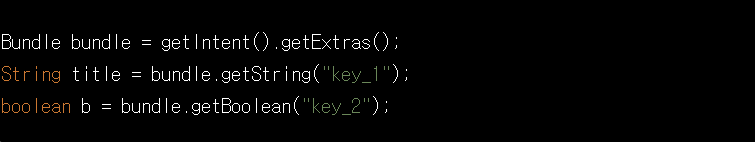 Bundle bundle = getIntent().getExtras();
String title = bundle.getString("key_1");
boolean b = bundle.getBoolean("key_2");